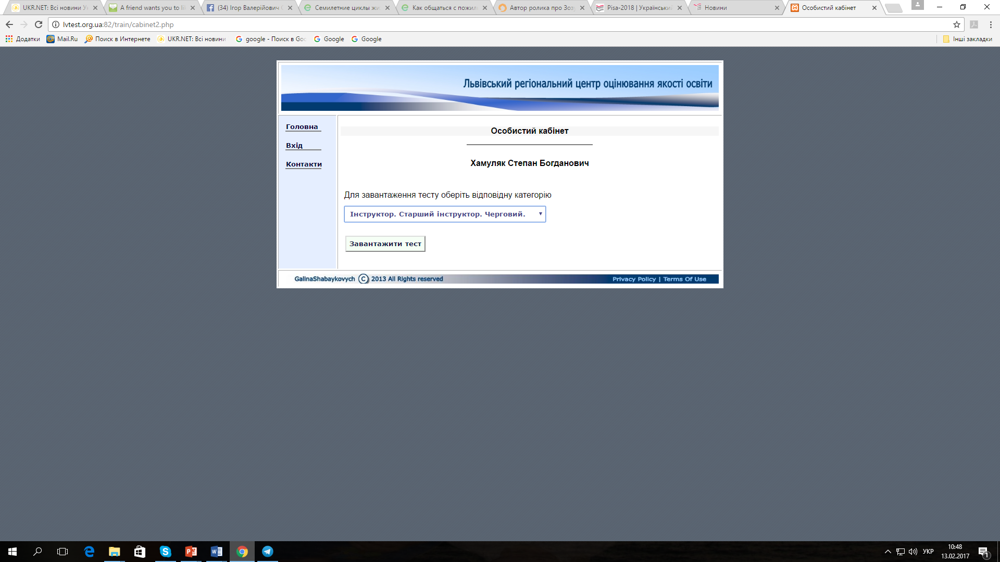 UKR.NET: Всі новини Ук
A friend wants you to li
(34) Ігор Валерійович
Семилетние циклы жи
Как общаться с пожил
Автор ролика про Зоз
Pisa-2018 | Український
Новини
Особистий кабінет
lvtest.org.ua:82/train/cabinet2.php
Додатки
Mail.Ru
Поиск в Интернете
UKR.NET: Всі новини
google - Поиск в Goo
Google
Google
Інші закладки
Львівський регіональний центр оцінювання якості освіти
Головна
Вхід
Контакти
Особистий кабінет
Хамуляк Степан Богданович
Для завантаження тесту оберіть відповідну категорію
Інструктор. Старший інструктор. Черговий.
Завантажити тест
GalinaShabaykovych © 2013 All Rights reserved
Privacy Policy | Terms Of Use
УКР
10:48
13.02.2017
1